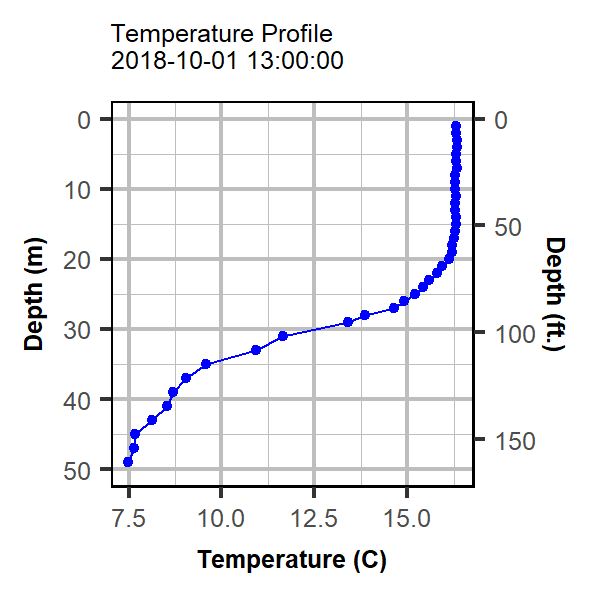 Temperature Profile
2018-10-01 13:00:00
0
10
20
30
40
50
Depth (m)
0
50
100
150
Depth (ft.)
7.5 10.0 12.5 15.0
Temperature (C)